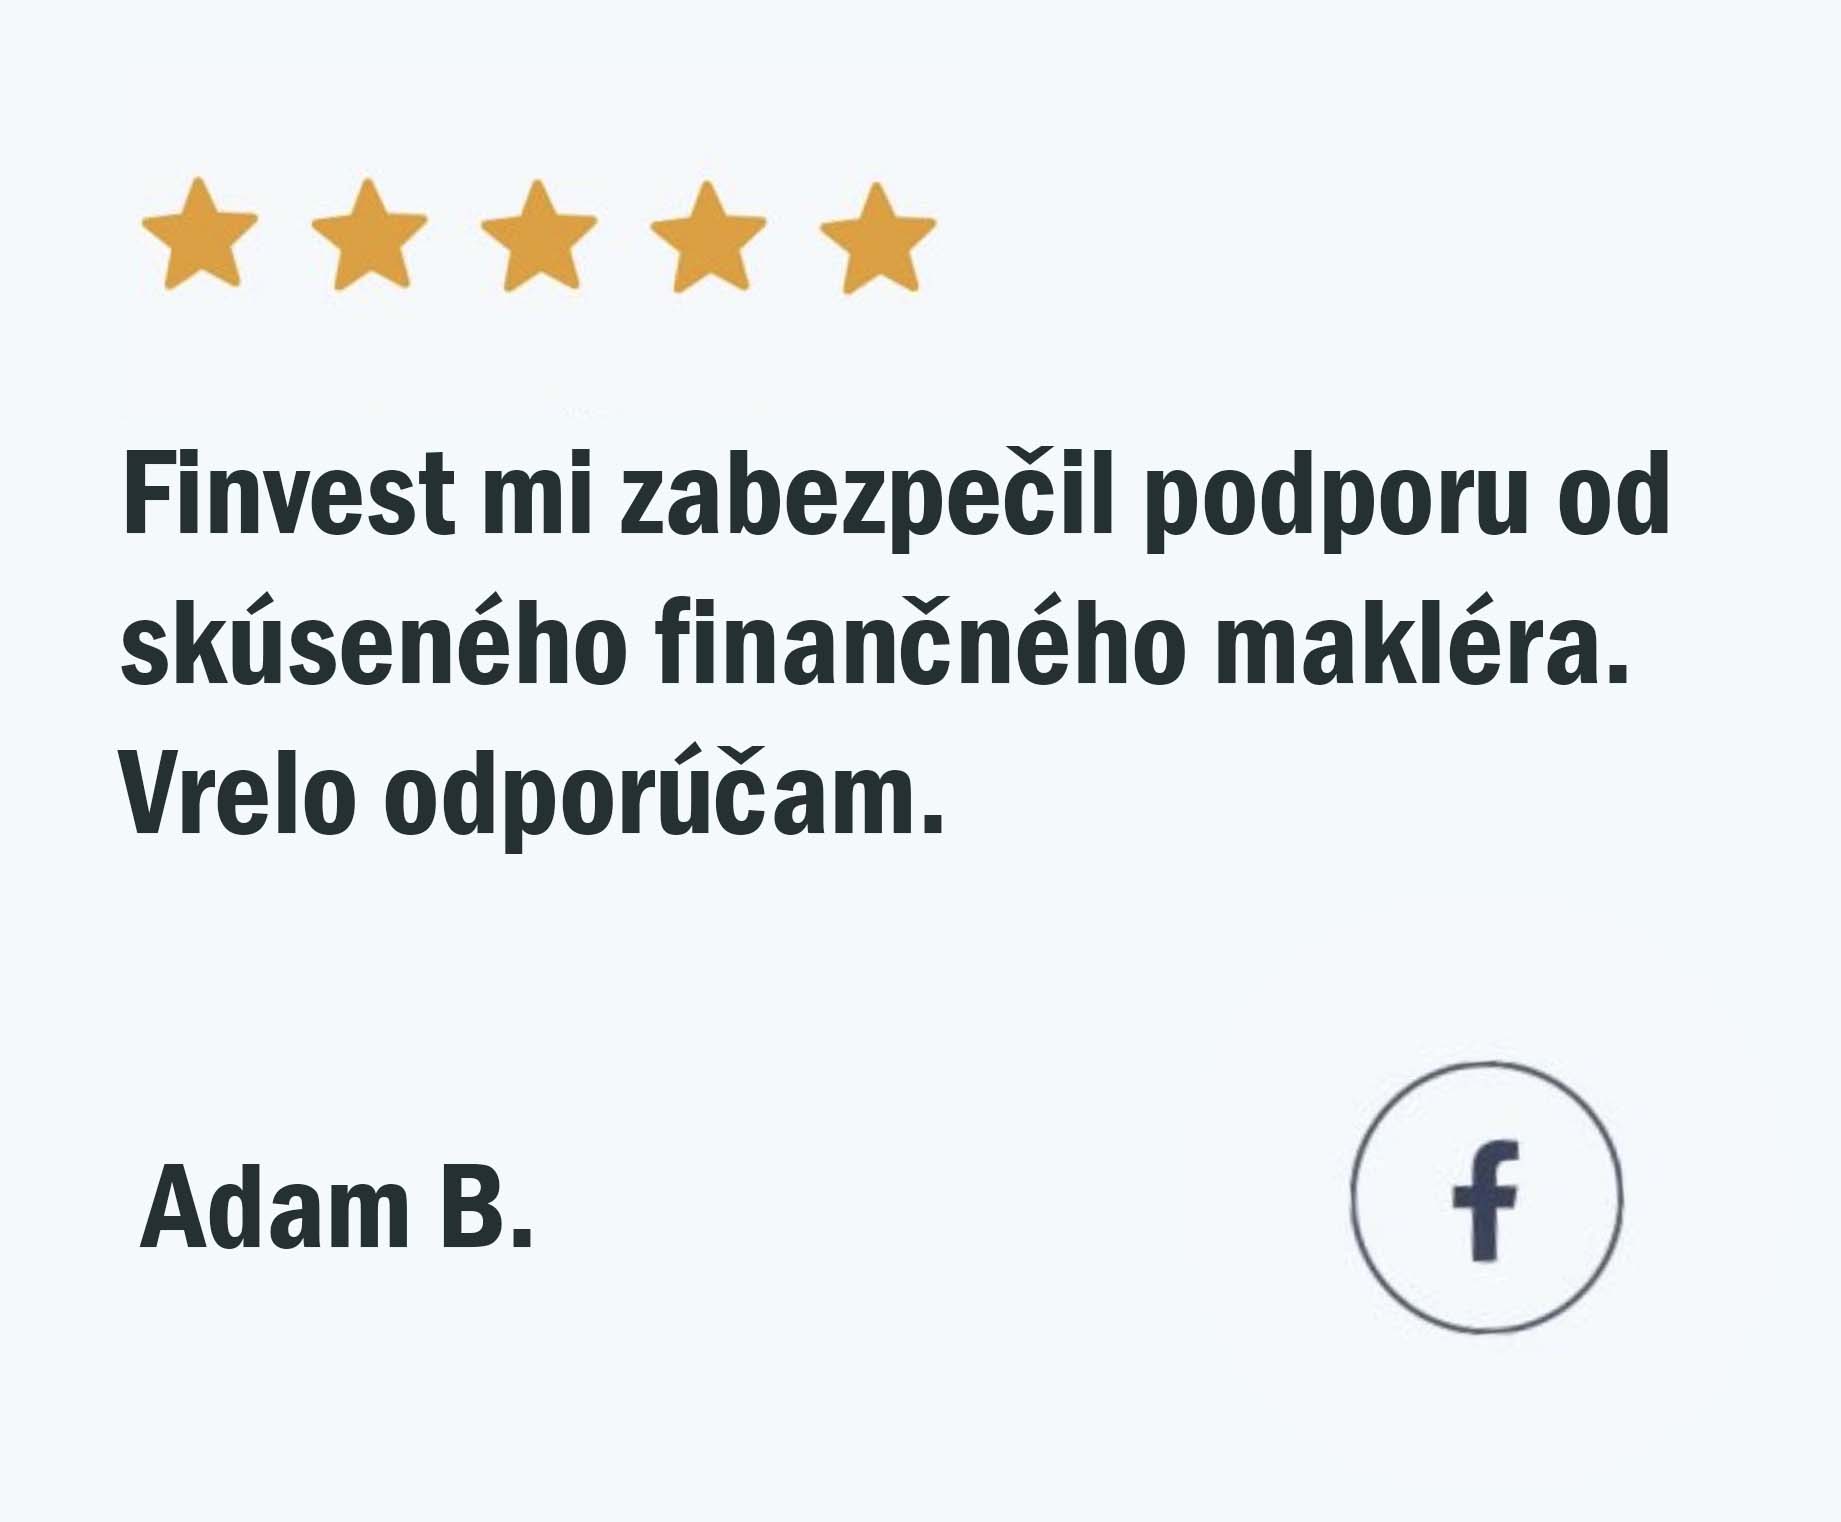 Finvest mi zabezpečil podporu od
skúseného finančného makléra.
Vrelo odporúčam.
Adam B.
f